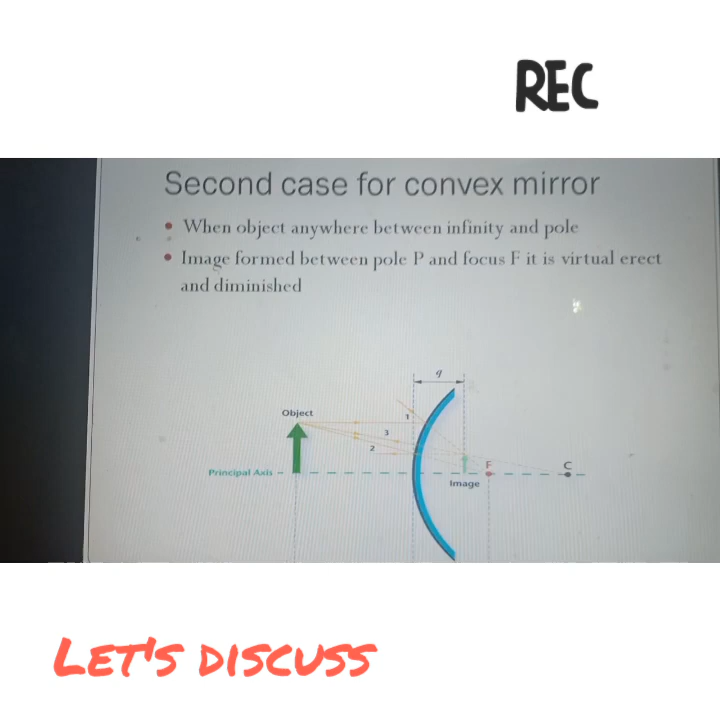 REC
Second case for convex mirror
• When object anywhere between infinity and pole
• Image formed between pole P and focus F it is virtual erect
and diminished
q
Object
1
3
2
Principal Axis
F
C
Image
LET'S DISCUSS